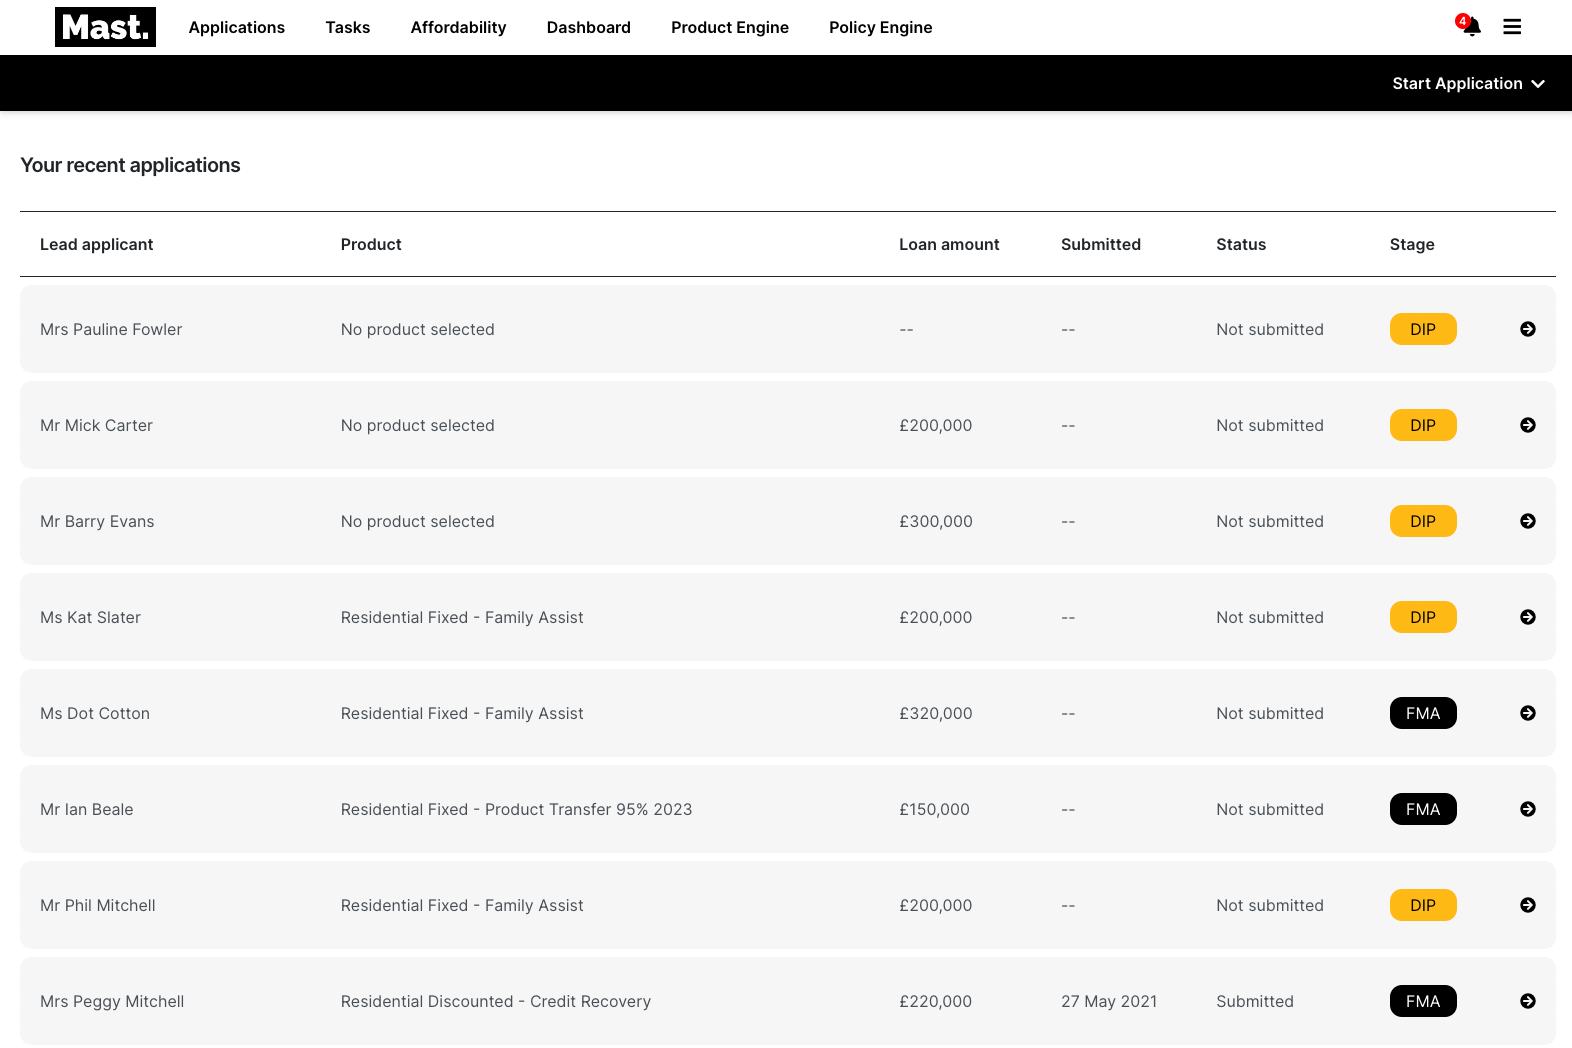 Mast. Applications Tasks Affordability Dashboard Product Engine Policy Engine 4
Start Application
Your recent applications
Lead applicant Product Loan amount Submitted Status Stage
Mrs Pauline Fowler No product selected -- -- Not submitted DIP
Mr Mick Carter No product selected £200,000 -- Not submitted DIP
Mr Barry Evans No product selected £300,000 -- Not submitted DIP
Ms Kat Slater Residential Fixed - Family Assist £200,000 -- Not submitted DIP
Ms Dot Cotton Residential Fixed - Family Assist £320,000 -- Not submitted FMA
Mr Ian Beale Residential Fixed - Product Transfer 95% 2023 £150,000 -- Not submitted FMA
Mr Phil Mitchell Residential Fixed - Family Assist £200,000 -- Not submitted DIP
Mrs Peggy Mitchell Residential Discounted - Credit Recovery £220,000 27 May 2021 Submitted FMA